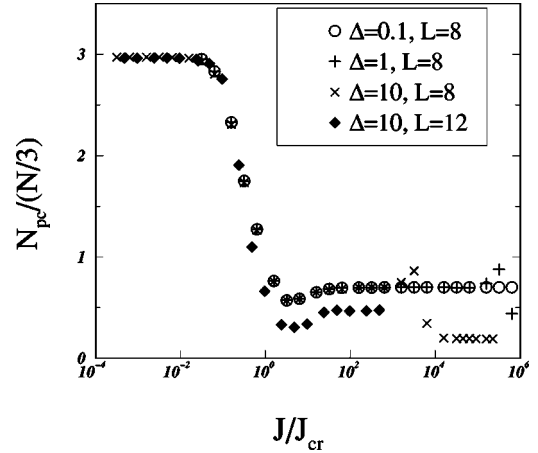 Δ=0.1, L=8
Δ=1, L=8
Δ=10, L=8
Δ=10, L=12
N_pc/(N/3)
3
2
1
0
10^-4 10^-2 10^0 10^2 10^4 10^6
J/J_cr